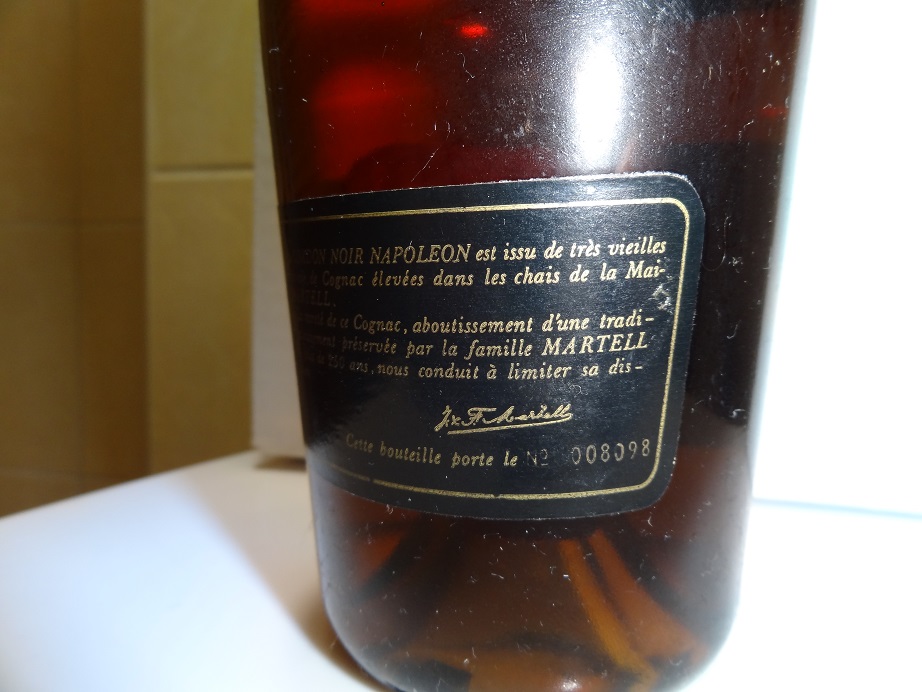 NOIR NAPOLEON est issu de très vieilles
de Cognac élevées dans les chais de la Mai-
de ce Cognac, aboutissement d'une tradi-
préservée par la famille MARTELL
250 ans, nous conduit à limiter sa dis-
J. & F. Martell
Cette bouteille porte le Nº 008098